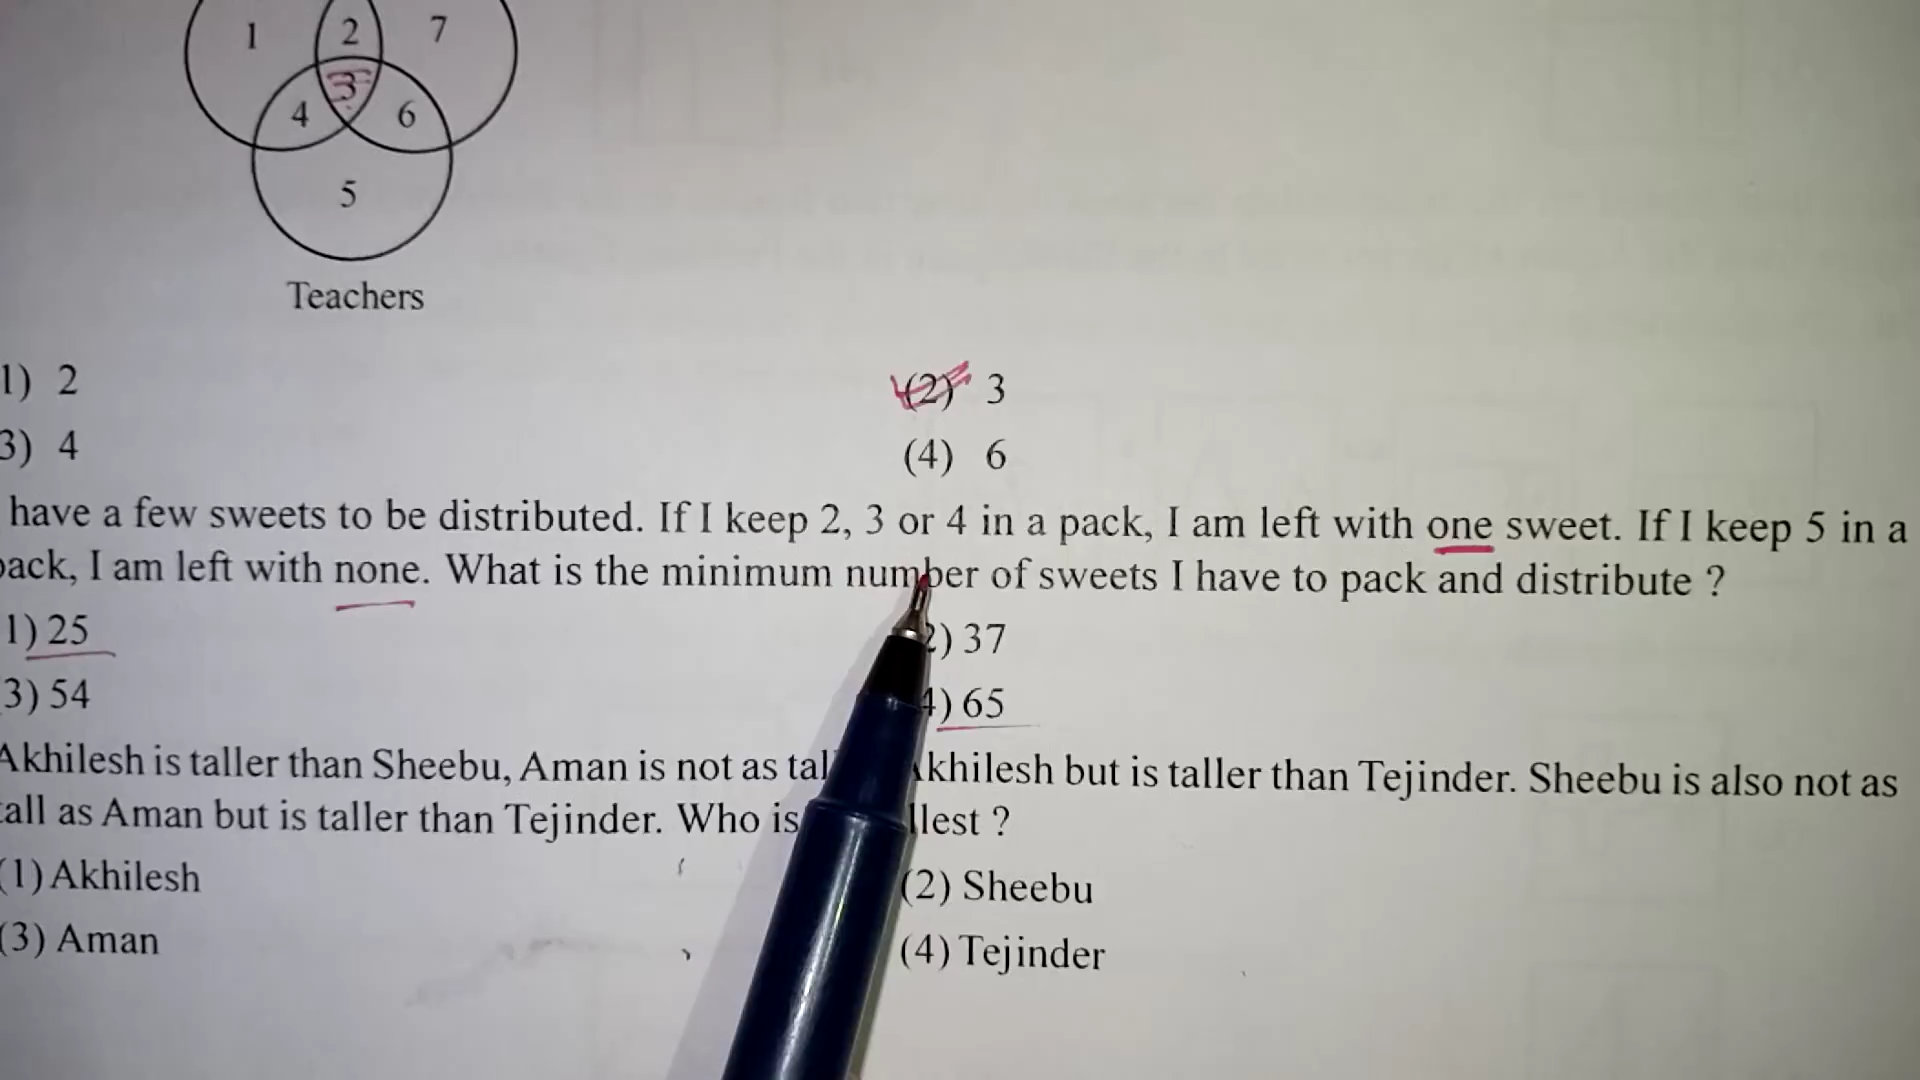 1 2 7
3
4 6
5
Teachers
1) 2 (2) 3
3) 4 (4) 6
have a few sweets to be distributed. If I keep 2, 3 or 4 in a pack, I am left with one sweet. If I keep 5 in a
pack, I am left with none. What is the minimum number of sweets I have to pack and distribute ?
1) 25 2) 37
3) 54 4) 65
Akhilesh is taller than Sheebu, Aman is not as Akhilesh but is taller than Tejinder. Sheebu is also not as
tall as Aman but is taller than Tejinder. Who is ?
(1) Akhilesh (2) Sheebu
(3) Aman (4) Tejinder